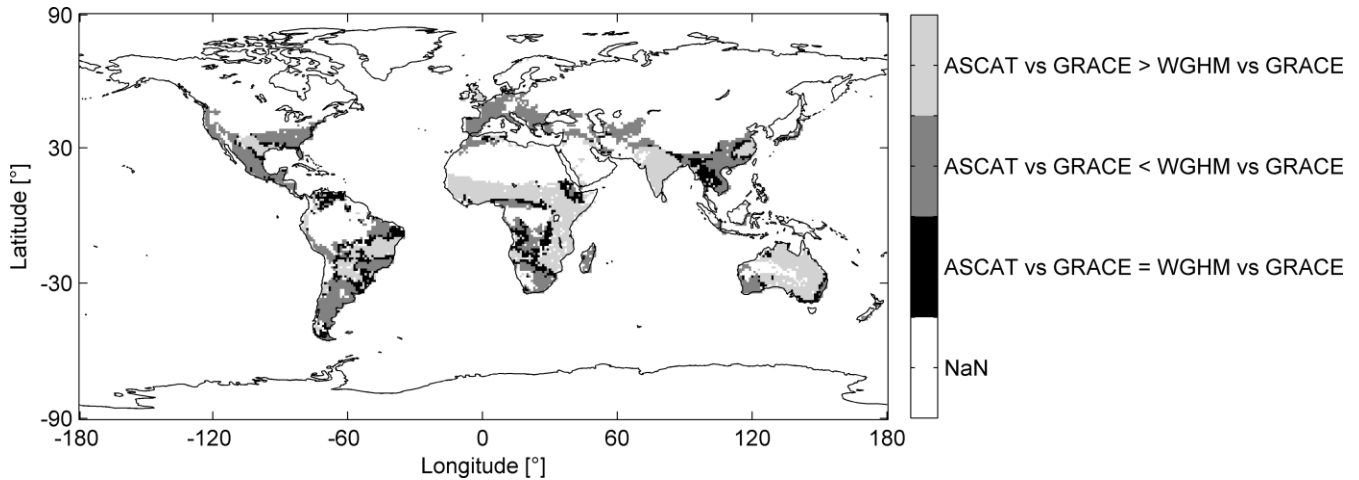 90
30
-30
-90
Latitude [°]
-180
-120
-60
0
60
120
180
Longitude [°]
ASCAT vs GRACE > WGHM vs GRACE
ASCAT vs GRACE < WGHM vs GRACE
ASCAT vs GRACE = WGHM vs GRACE
NaN